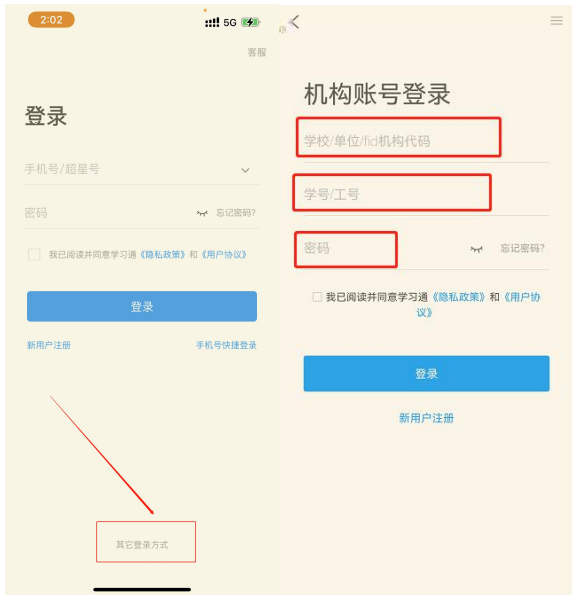 2:02
5G
客服
登录
手机号/超星号
密码
忘记密码?
我已阅读并同意学习通《隐私政策》和《用户协议》
登录
新用户注册
手机号快捷登录
其它登录方式
机构账号登录
学校/单位/fid机构代码
学号/工号
密码
忘记密码?
我已阅读并同意学习通《隐私政策》和《用户协
议》
登录
新用户注册